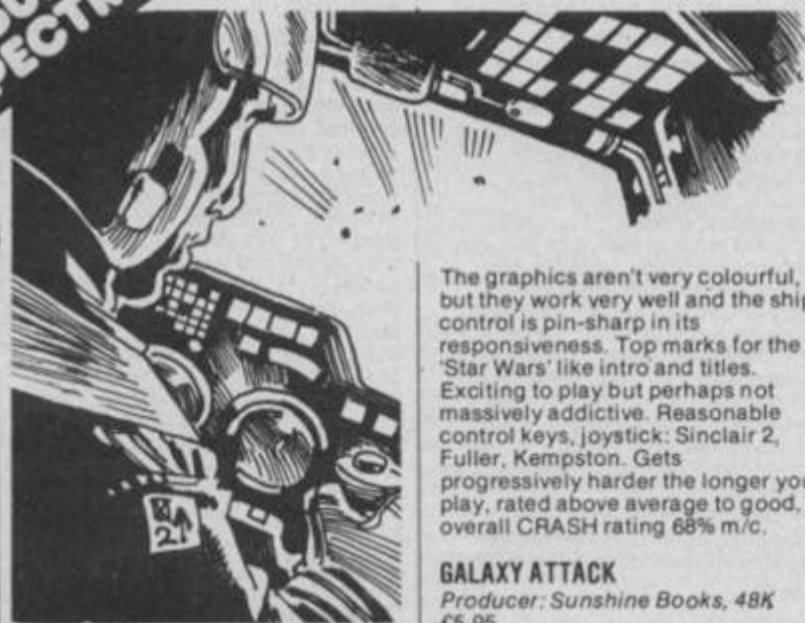 The graphics aren't very colourful,
but they work very well and the ship
control is pin-sharp in its
responsiveness. Top marks for the
'Star Wars' like intro and titles.
Exciting to play but perhaps not
massively addictive. Reasonable
control keys, joystick: Sinclair 2,
Fuller, Kempston. Gets
progressively harder the longer you
play, rated above average to good,
overall CRASH rating 68% m/c.
GALAXY ATTACK
Producer: Sunshine Books, 48K
£5.95